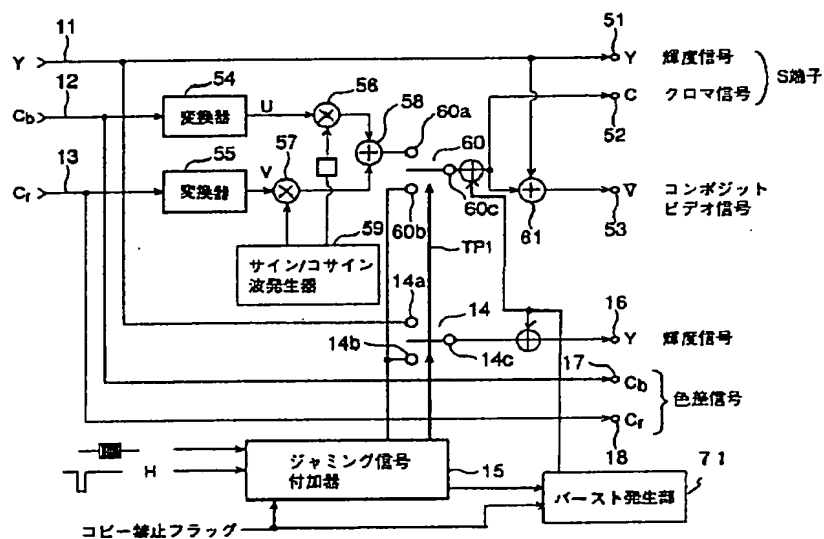 11
51
Y
Y
輝度信号
12
54
56
58
S端子
Cb
変換器
U
60a
C
クロマ信号
13
55
57
60
52
Cr
変換器
V
60c
V
コンポジット
ビデオ信号
60b
61
53
59
TP1
サイン/コサイン
波発生器
14a
14
16
Y
輝度信号
14b
14c
17
Cb
色差信号
Cr
18
H
ジャミング信号
付加器
15
71
バースト発生部
コピー禁止フラッグ